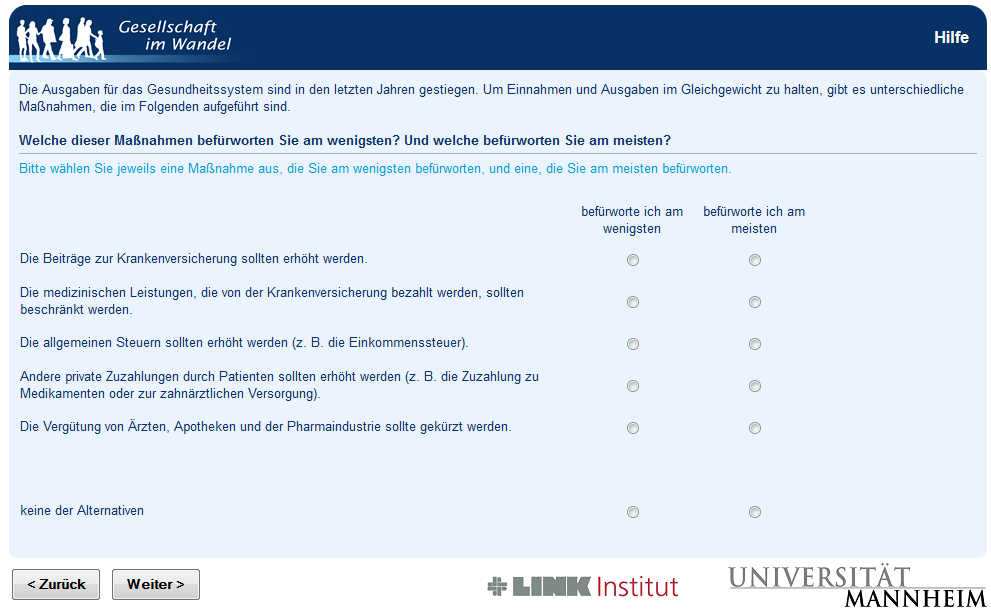 Gesellschaft
im Wandel
Hilfe
Die Ausgaben für das Gesundheitssystem sind in den letzten Jahren gestiegen. Um Einnahmen und Ausgaben im Gleichgewicht zu halten, gibt es unterschiedliche
Maßnahmen, die im Folgenden aufgeführt sind.
Welche dieser Maßnahmen befürworten Sie am wenigsten? Und welche befürworten Sie am meisten?
Bitte wählen Sie jeweils eine Maßnahme aus, die Sie am wenigsten befürworten, und eine, die Sie am meisten befürworten.
befürworte ich am
wenigsten
befürworte ich am
meisten
Die Beiträge zur Krankenversicherung sollten erhöht werden.
Die medizinischen Leistungen, die von der Krankenversicherung bezahlt werden, sollten
beschränkt werden.
Die allgemeinen Steuern sollten erhöht werden (z. B. die Einkommenssteuer).
Andere private Zuzahlungen durch Patienten sollten erhöht werden (z. B. die Zuzahlung zu
Medikamenten oder zur zahnärztlichen Versorgung).
Die Vergütung von Ärzten, Apotheken und der Pharmaindustrie sollte gekürzt werden.
keine der Alternativen
< Zurück
Weiter >
LINK Institut
UNIVERSITÄT
MANNHEIM